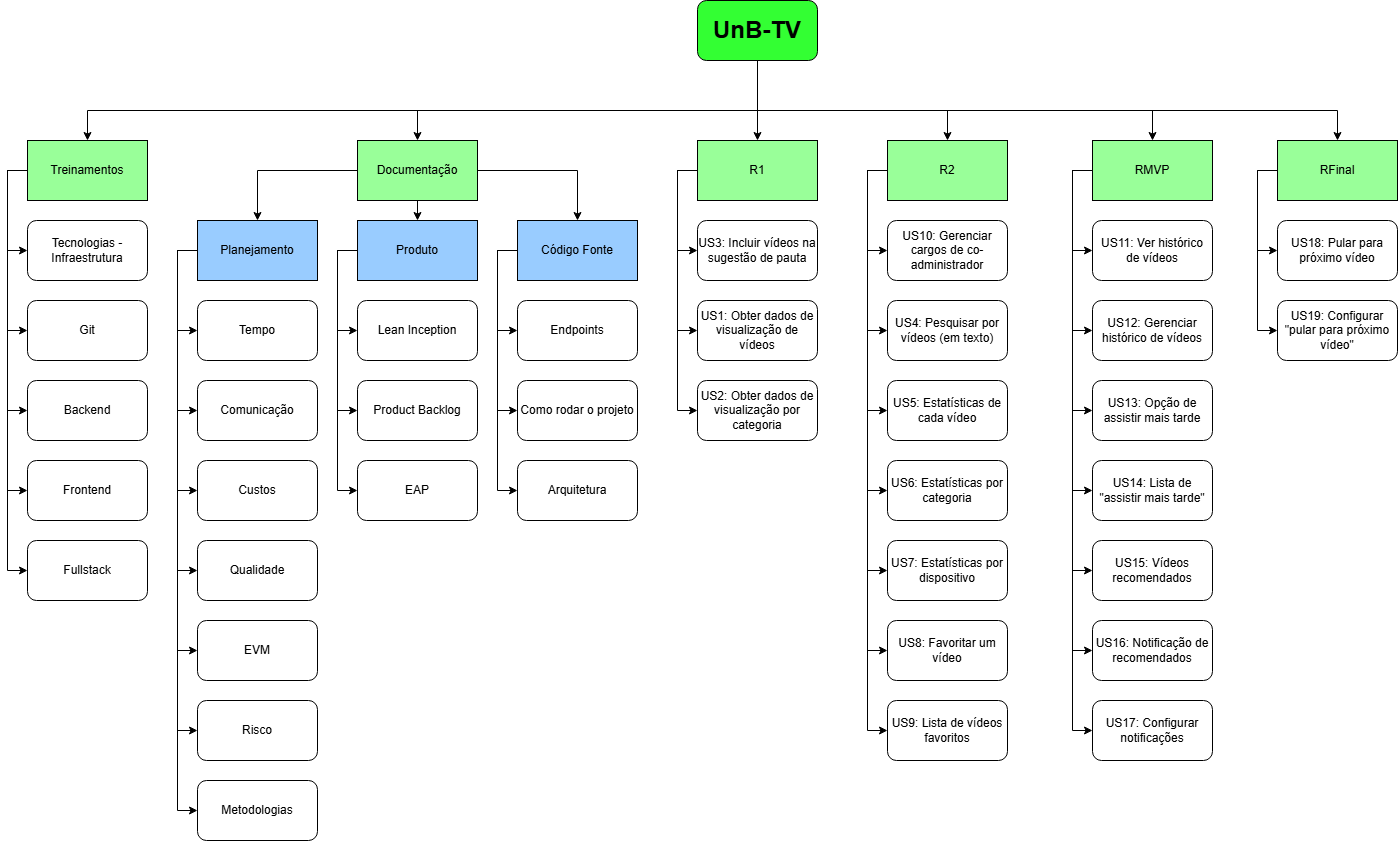 UnB-TV
Treinamentos
Tecnologias -
Infraestrutura
Git
Backend
Frontend
Fullstack
Documentação
Planejamento
Tempo
Comunicação
Custos
Qualidade
EVM
Risco
Metodologias
Produto
Lean Inception
Product Backlog
EAP
Código Fonte
Endpoints
Como rodar o projeto
Arquitetura
R1
US3: Incluir vídeos na
sugestão de pauta
US1: Obter dados de
visualização de
vídeos
US2: Obter dados de
visualização por
categoria
R2
US10: Gerenciar
cargos de co-
administrador
US4: Pesquisar por
vídeos (em texto)
US5: Estatísticas de
cada vídeo
US6: Estatísticas por
categoria
US7: Estatísticas por
dispositivo
US8: Favoritar um
vídeo
US9: Lista de vídeos
favoritos
RMVP
US11: Ver histórico
de vídeos
US12: Gerenciar
histórico de vídeos
US13: Opção de
assistir mais tarde
US14: Lista de
"assistir mais tarde"
US15: Vídeos
recomendados
US16: Notificação de
recomendados
US17: Configurar
notificações
RFinal
US18: Pular para
próximo vídeo
US19: Configurar
"pular para próximo
vídeo"